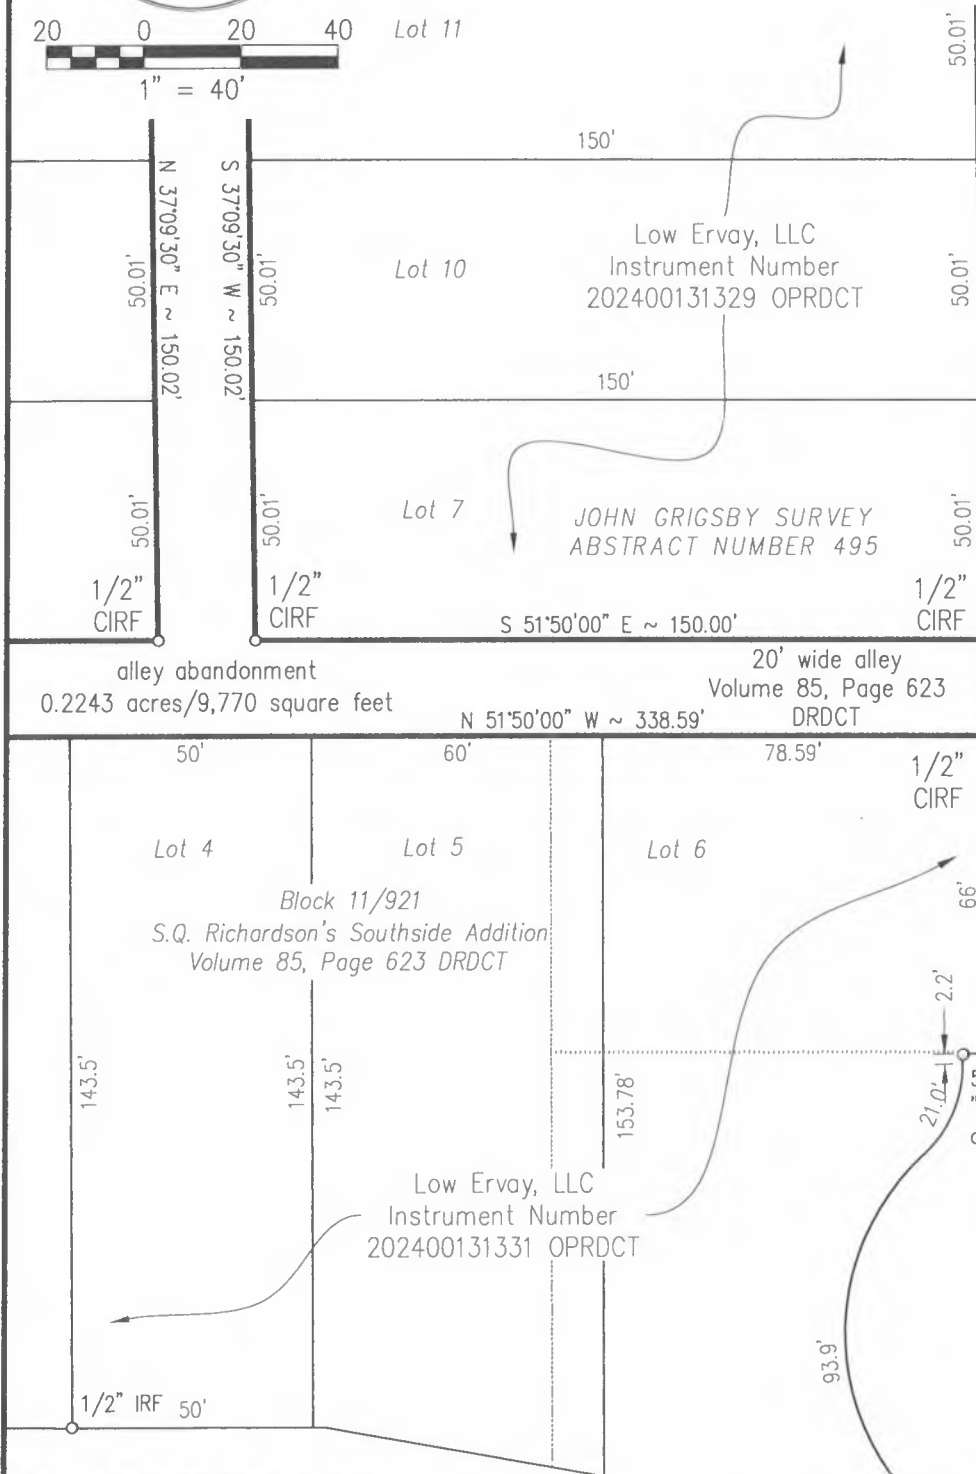 20 0 20 40
1" = 40'
Lot 11
50.01'
150'
N 37°09'30" E ~ 150.02'
S 37°09'30" W ~ 150.02'
50.01'
50.01'
Lot 10
Low Ervay, LLC
Instrument Number
202400131329 OPRDCT
50.01'
150'
50.01'
50.01'
Lot 7
JOHN GRIGSBY SURVEY
ABSTRACT NUMBER 495
50.01'
1/2"
CIRF
1/2"
CIRF
1/2"
CIRF
S 51°50'00" E ~ 150.00'
alley abandonment
0.2243 acres/9,770 square feet
20' wide alley
Volume 85, Page 623
DRDCT
N 51°50'00" W ~ 338.59'
50'
60'
78.59'
1/2"
CIRF
Lot 4
Lot 5
Lot 6
Block 11/921
S.Q. Richardson's Southside Addition
Volume 85, Page 623 DRDCT
66'
2.2'
21.0'
143.5'
143.5'
143.5'
153.78'
Low Ervay, LLC
Instrument Number
202400131331 OPRDCT
93.9'
1/2" IRF
50'